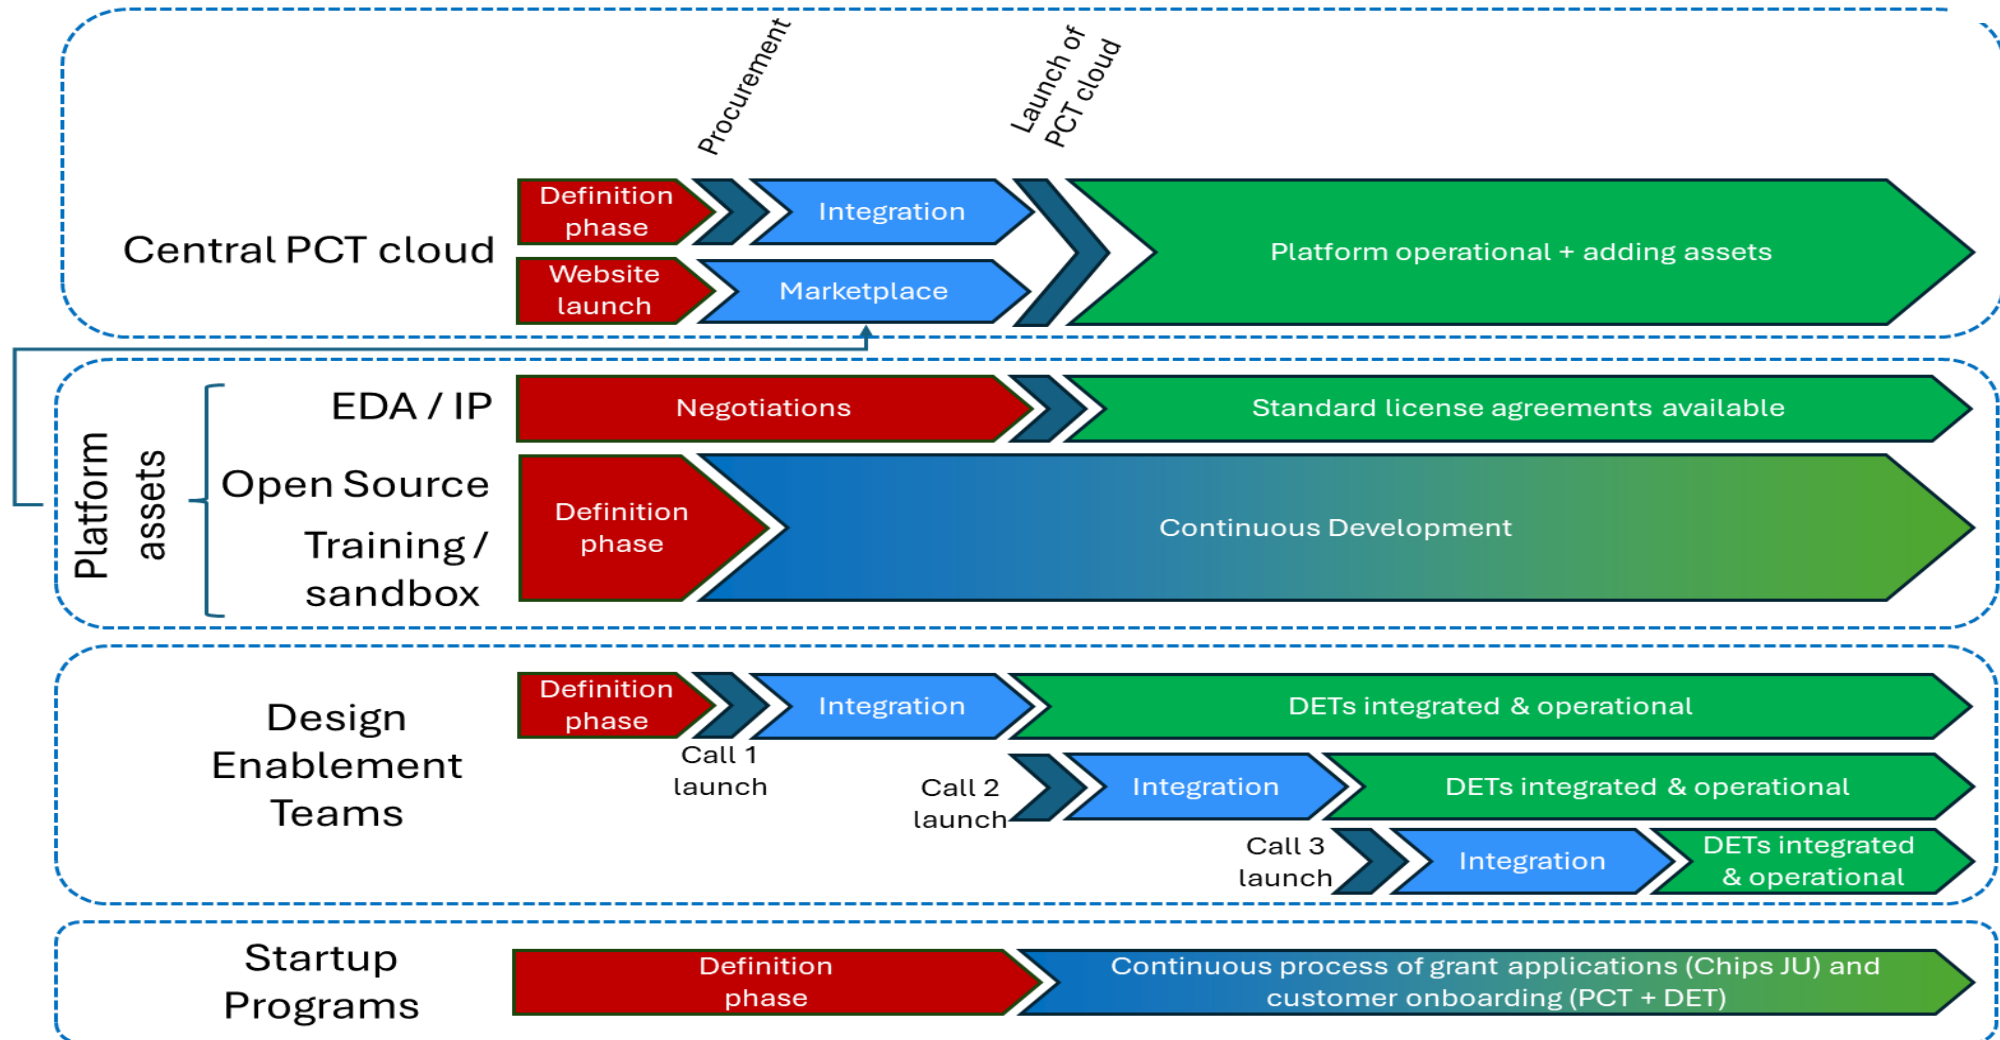 Procurement
Launch of
PCT cloud
Central PCT cloud
Definition
phase
Integration
Website
launch
Marketplace
Platform operational + adding assets
Platform
assets
EDA / IP
Negotiations
Standard license agreements available
Open Source
Training /
sandbox
Definition
phase
Continuous Development
Design
Enablement
Teams
Definition
phase
Integration
DETs integrated & operational
Call 1
launch
Call 2
launch
Integration
DETs integrated & operational
Call 3
launch
Integration
DETs integrated
& operational
Startup
Programs
Definition
phase
Continuous process of grant applications (Chips JU) and
customer onboarding (PCT + DET)